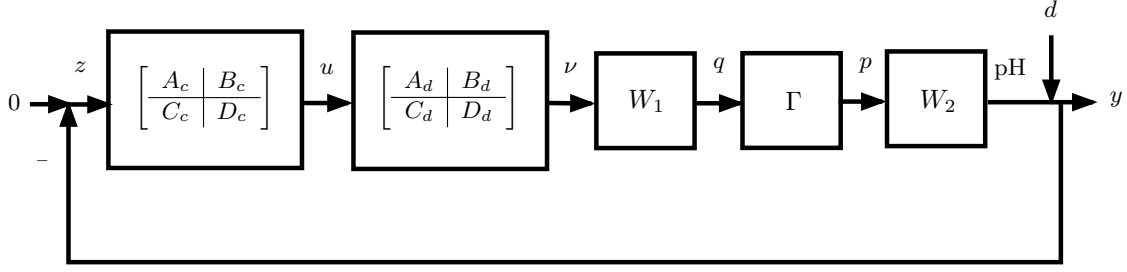 d
z
u
ν
q
p
pH
0
A_c B_c
C_c D_c
A_d B_d
C_d D_d
W_1
Γ
W_2
y
–